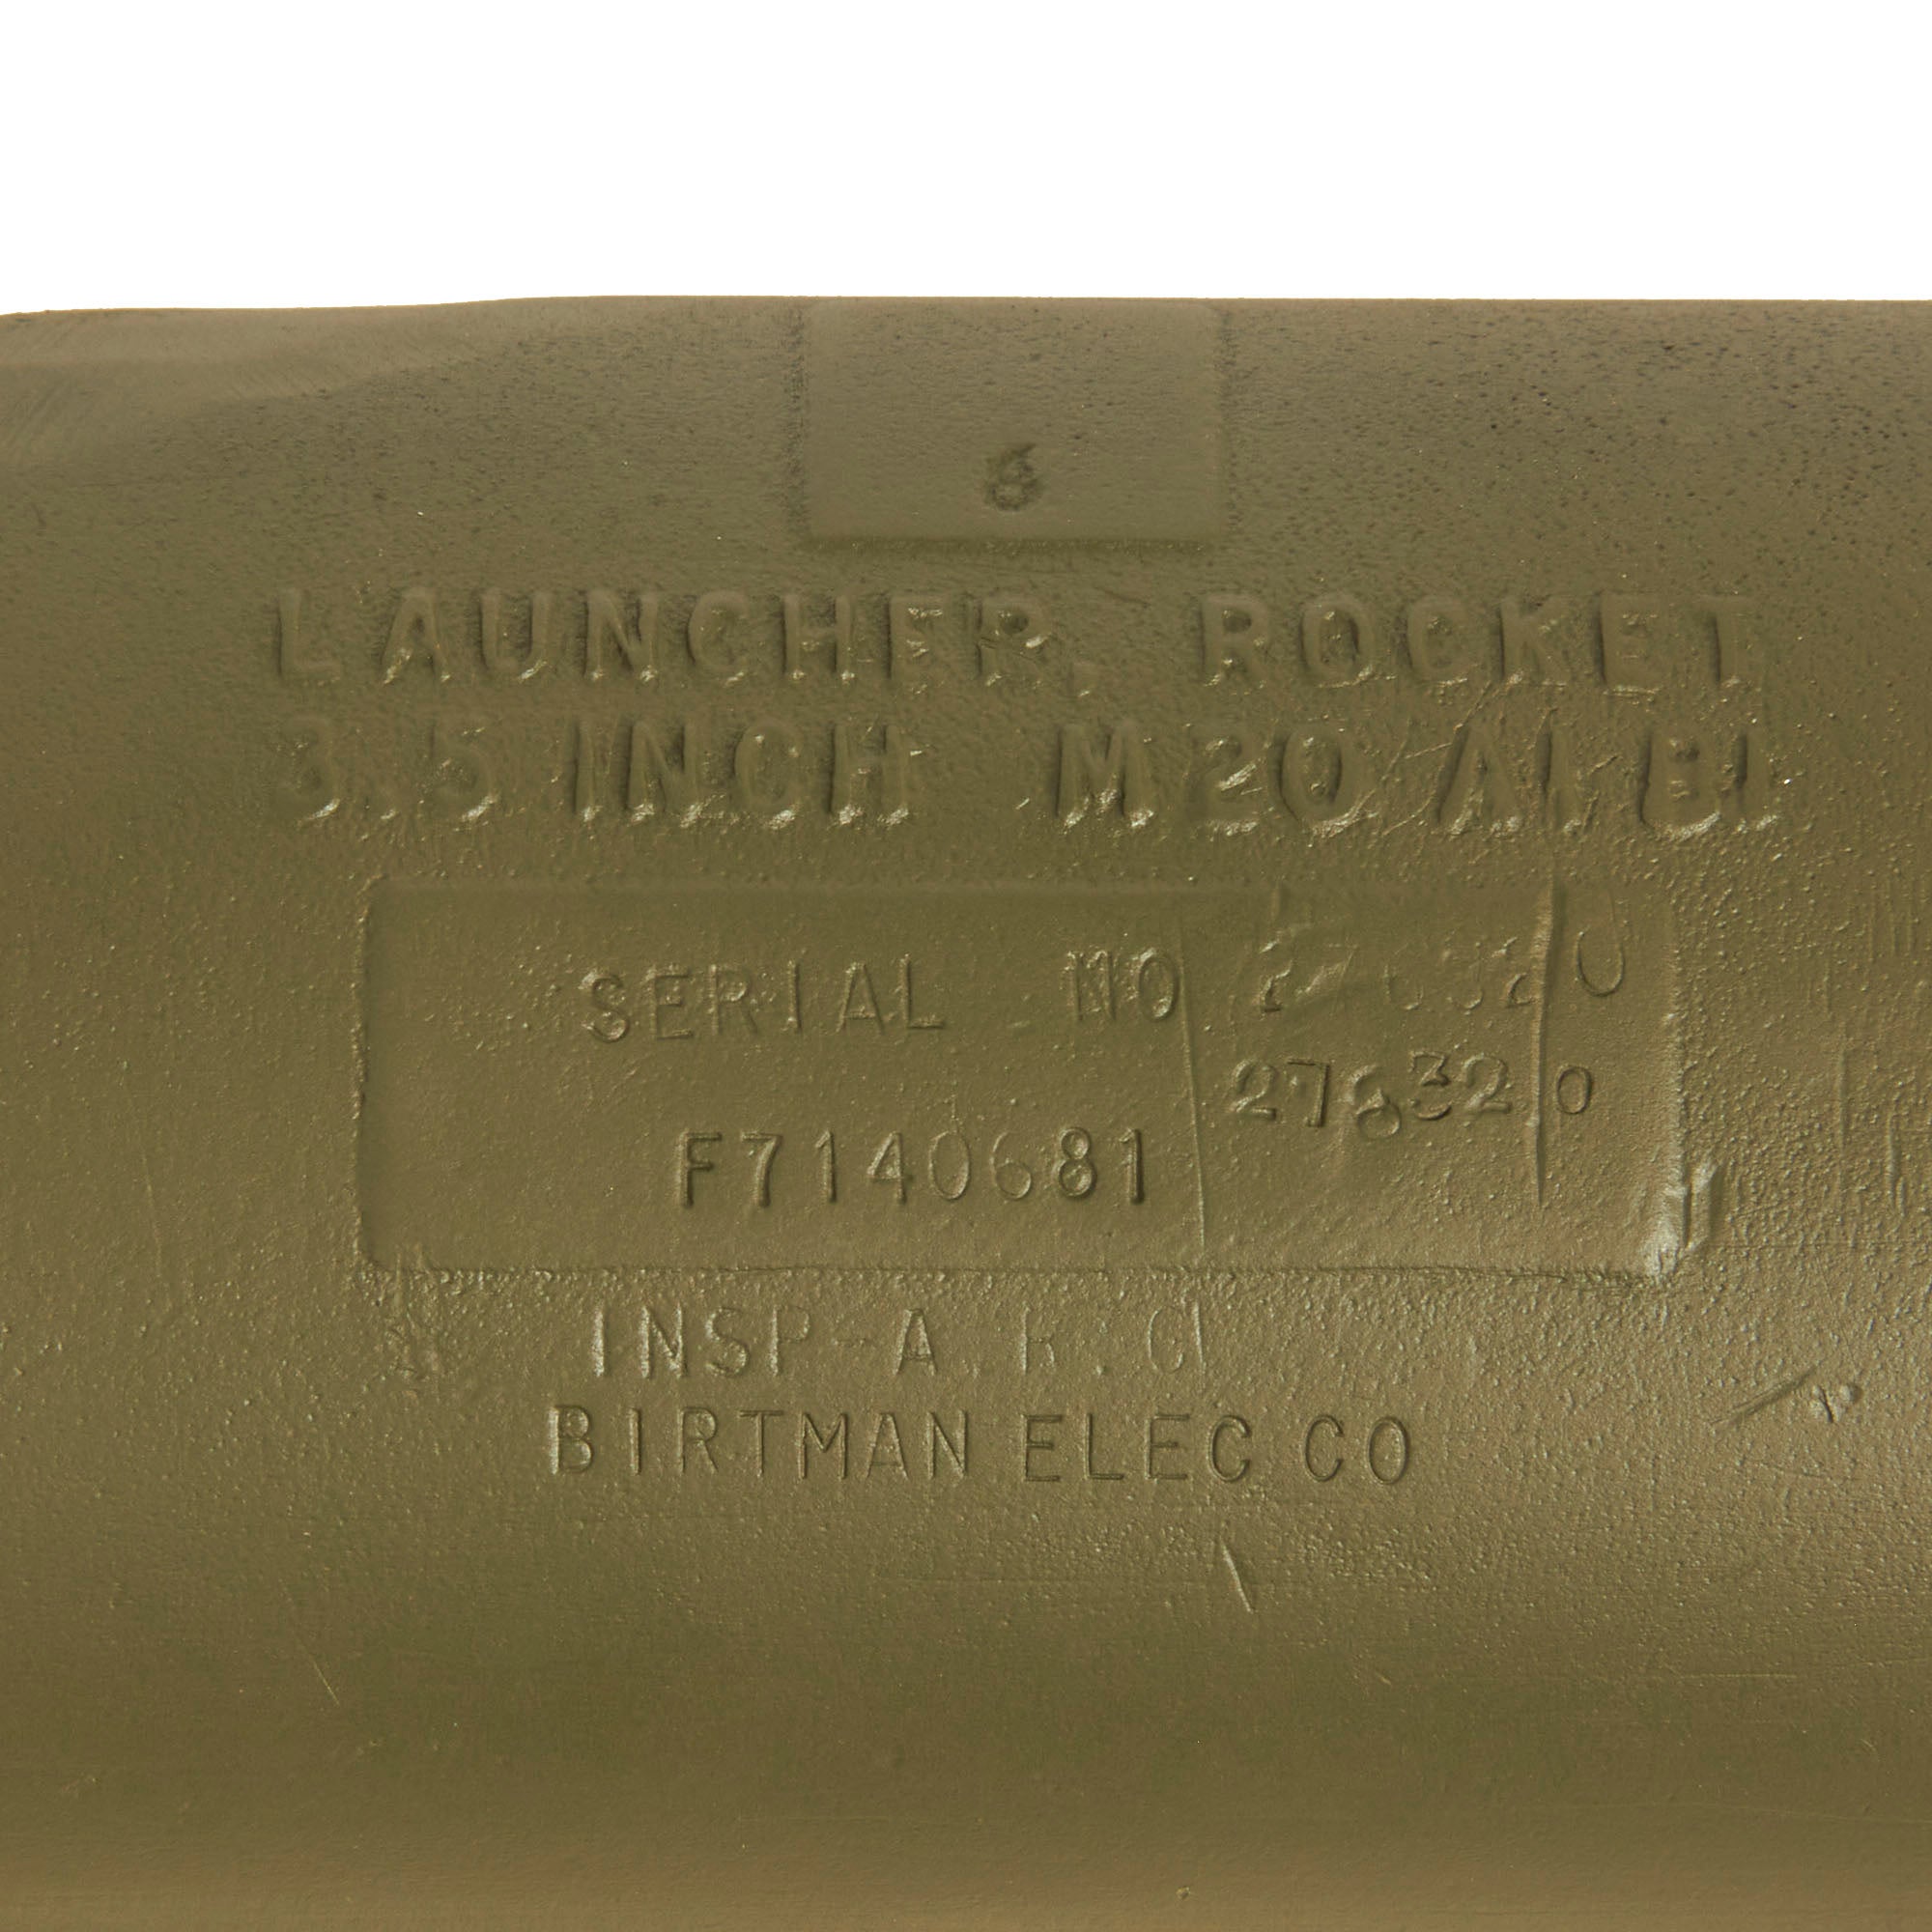 6
LAUNCHER, ROCKET
3.5 INCH M20 A1 B1
SERIAL NO
276320
F7140681
INSP-A.R.C
BIRTMAN ELEC CO